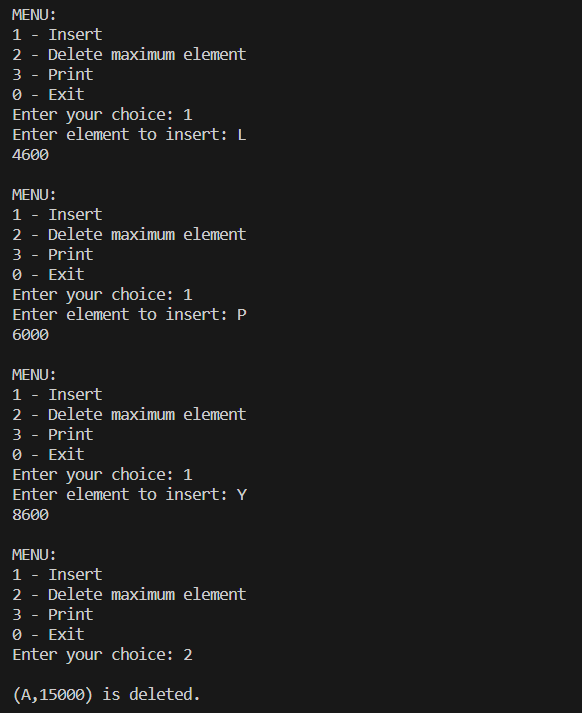 MENU:
1 - Insert
2 - Delete maximum element
3 - Print
0 - Exit
Enter your choice: 1
Enter element to insert: L
4600
MENU:
1 - Insert
2 - Delete maximum element
3 - Print
0 - Exit
Enter your choice: 1
Enter element to insert: P
6000
MENU:
1 - Insert
2 - Delete maximum element
3 - Print
0 - Exit
Enter your choice: 1
Enter element to insert: Y
8600
MENU:
1 - Insert
2 - Delete maximum element
3 - Print
0 - Exit
Enter your choice: 2
(A,15000) is deleted.